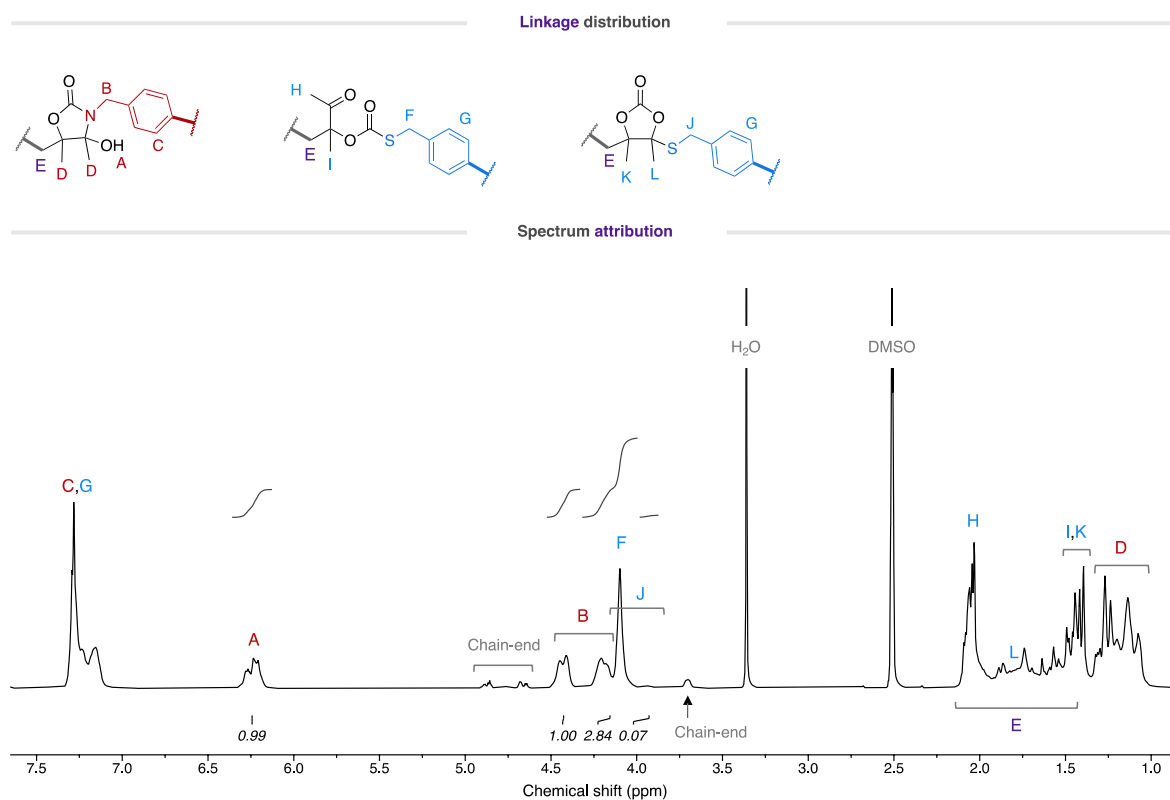 Linkage distribution
O O N B OH A C E D D
H O O O S F G E I
O O O S J G E K L
Spectrum attribution
H2O DMSO
C,G A Chain-end B F J H L I,K D
E
0.99 1.00 2.84 0.07 Chain-end
7.5 7.0 6.5 6.0 5.5 5.0 4.5 4.0 3.5 3.0 2.5 2.0 1.5 1.0
Chemical shift (ppm)